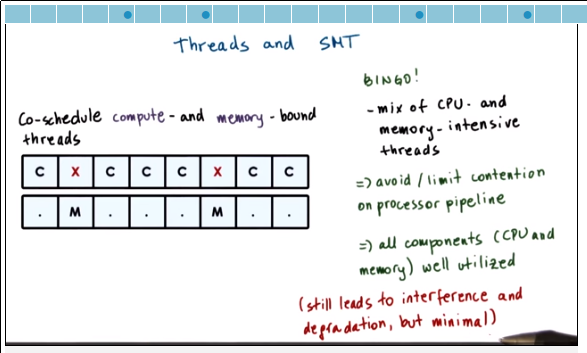 Threads and SMT
Co-schedule compute- and memory-bound
threads
C X C C C X C C
. M . . . M . .
BINGO!
- mix of CPU- and
memory-intensive
threads
=> avoid/limit contention
on processor pipeline
=> all components (CPU and
memory) well utilized
(still leads to interference and
degradation, but minimal)